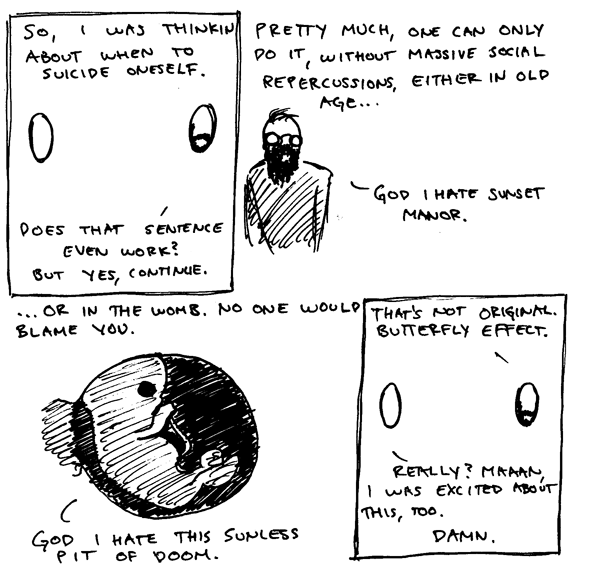 SO, I WAS THINKIN
ABOUT WHEN TO
SUICIDE ONESELF.
DOES THAT SENTENCE
EVEN WORK?
BUT YES, CONTINUE.
PRETTY MUCH, ONE CAN ONLY
DO IT, WITHOUT MASSIVE SOCIAL
REPERCUSSIONS, EITHER IN OLD
AGE...
GOD I HATE SUNSET
MANOR.
...OR IN THE WOMB. NO ONE WOULD
BLAME YOU.
GOD I HATE THIS SUNLESS
PIT OF DOOM.
THAT'S NOT ORIGINAL.
BUTTERFLY EFFECT.
REALLY? MAAAN,
I WAS EXCITED ABOUT
THIS, TOO.
DAMN.